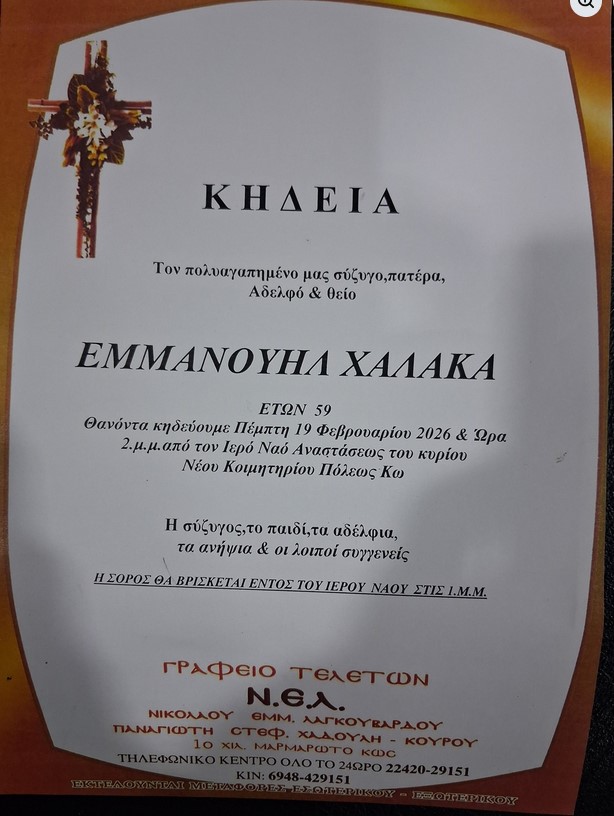 ΚΗΔΕΙΑ
Τον πολυαγαπημένο μας σύζυγο,πατέρα,
Αδελφό & θείο
ΕΜΜΑΝΟΥΗΛ ΧΑΛΑΚΑ
ΕΤΩΝ 59
Θανόντα κηδεύουμε Πέμπτη 19 Φεβρουαρίου 2026 & Ώρα
2.μ.μ.από τον Ιερό Ναό Αναστάσεως του κυρίου
Νέου Κοιμητηρίου Πόλεως Κω
Η σύζυγος,το παιδί,τα αδέλφια,
τα ανήψια & οι λοιποί συγγενείς
Η ΣΟΡΟΣ ΘΑ ΒΡΙΣΚΕΤΑΙ ΕΝΤΟΣ ΤΟΥ ΙΕΡΟΥ ΝΑΟΥ ΣΤΙΣ 1.Μ.Μ.
ΓΡΑΦΕΙΟ ΤΕΛΕΤΩΝ
Ν.Ε.Λ.
ΝΙΚΟΛΑΟΥ ΕΜΜ. ΛΑΓΚΟΥΒΑΡΔΟΥ
ΠΑΝΑΓΙΩΤΗ ΣΤΕΦ. ΧΑΔΟΥΛΗ - ΚΟΥΡΟΥ
1ο ΧΙΛ. ΜΑΡΜΑΡΩΤΟ ΚΩΣ
ΤΗΛΕΦΩΝΙΚΟ ΚΕΝΤΡΟ ΟΛΟ ΤΟ 24ΩΡΟ 22420-29151
ΚΙΝ: 6948-429151
ΕΚΤΕΛΟΥΝΤΑΙ ΜΕΤΑΦΟΡΕΣ ΕΣΩΤΕΡΙΚΟΥ - ΕΞΩΤΕΡΙΚΟΥ